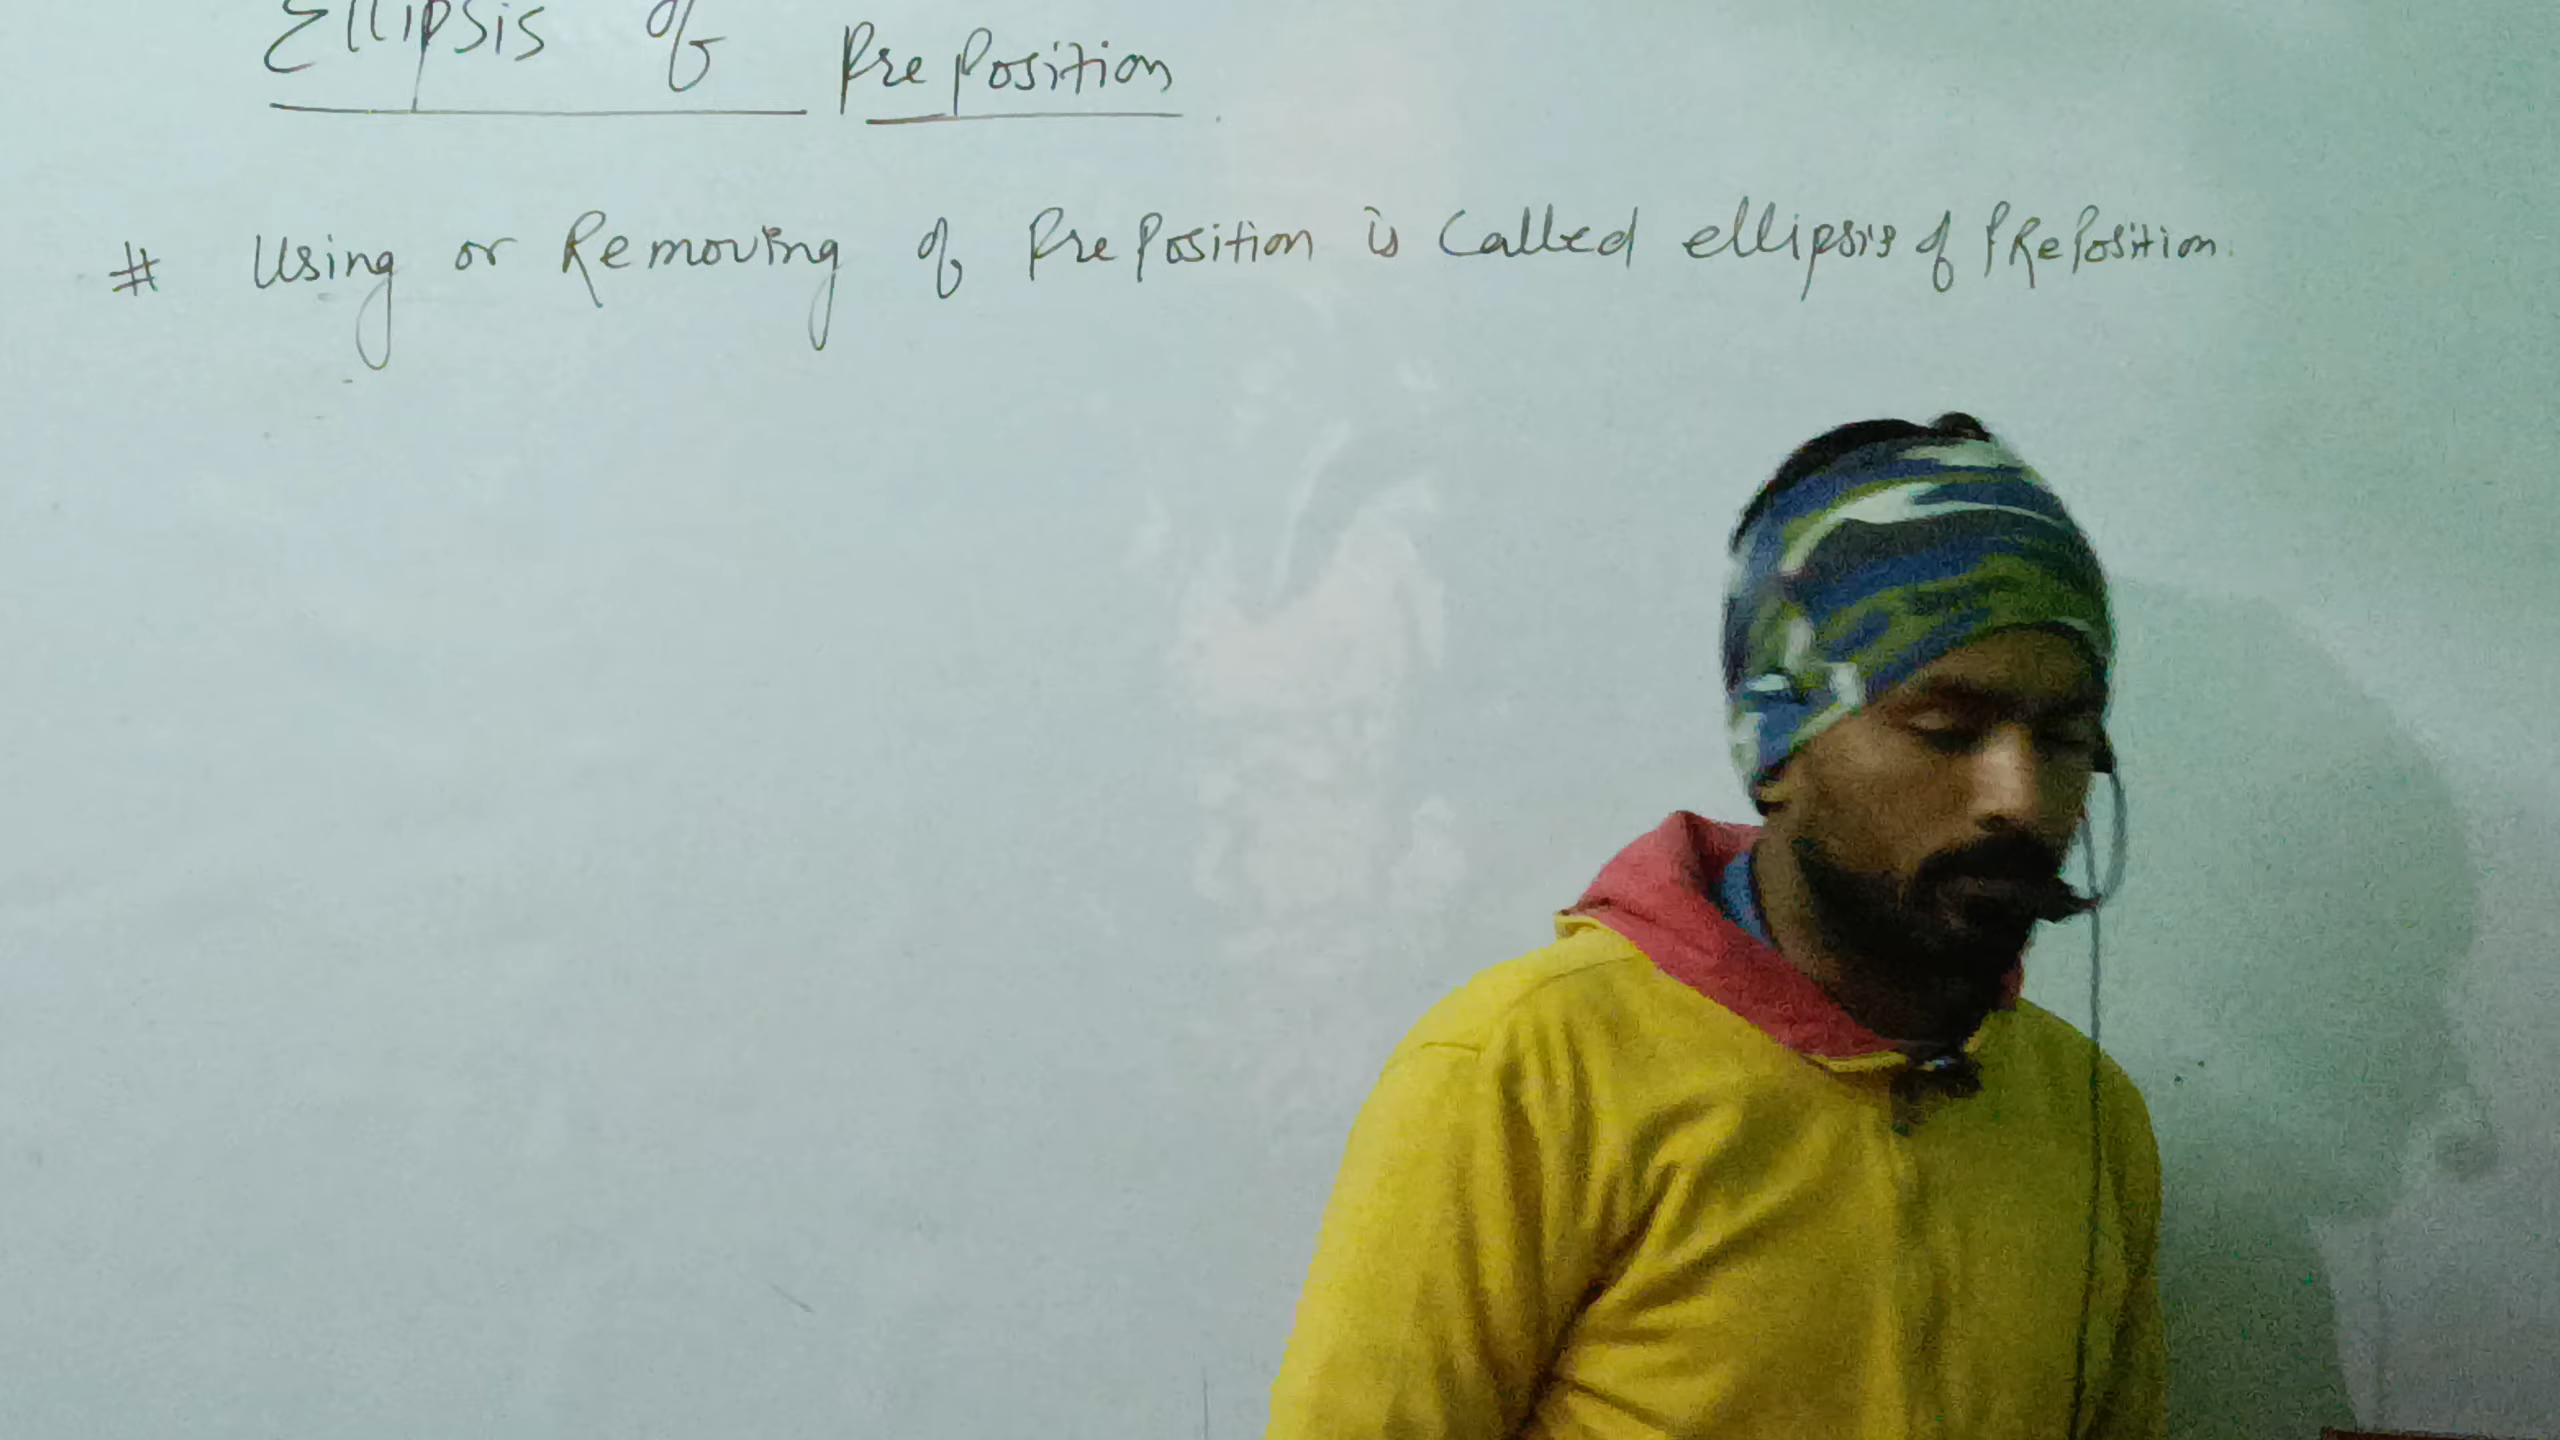 Ellipsis of Preposition
# Using or Removing of Preposition is Called ellipsis of PRePosition.